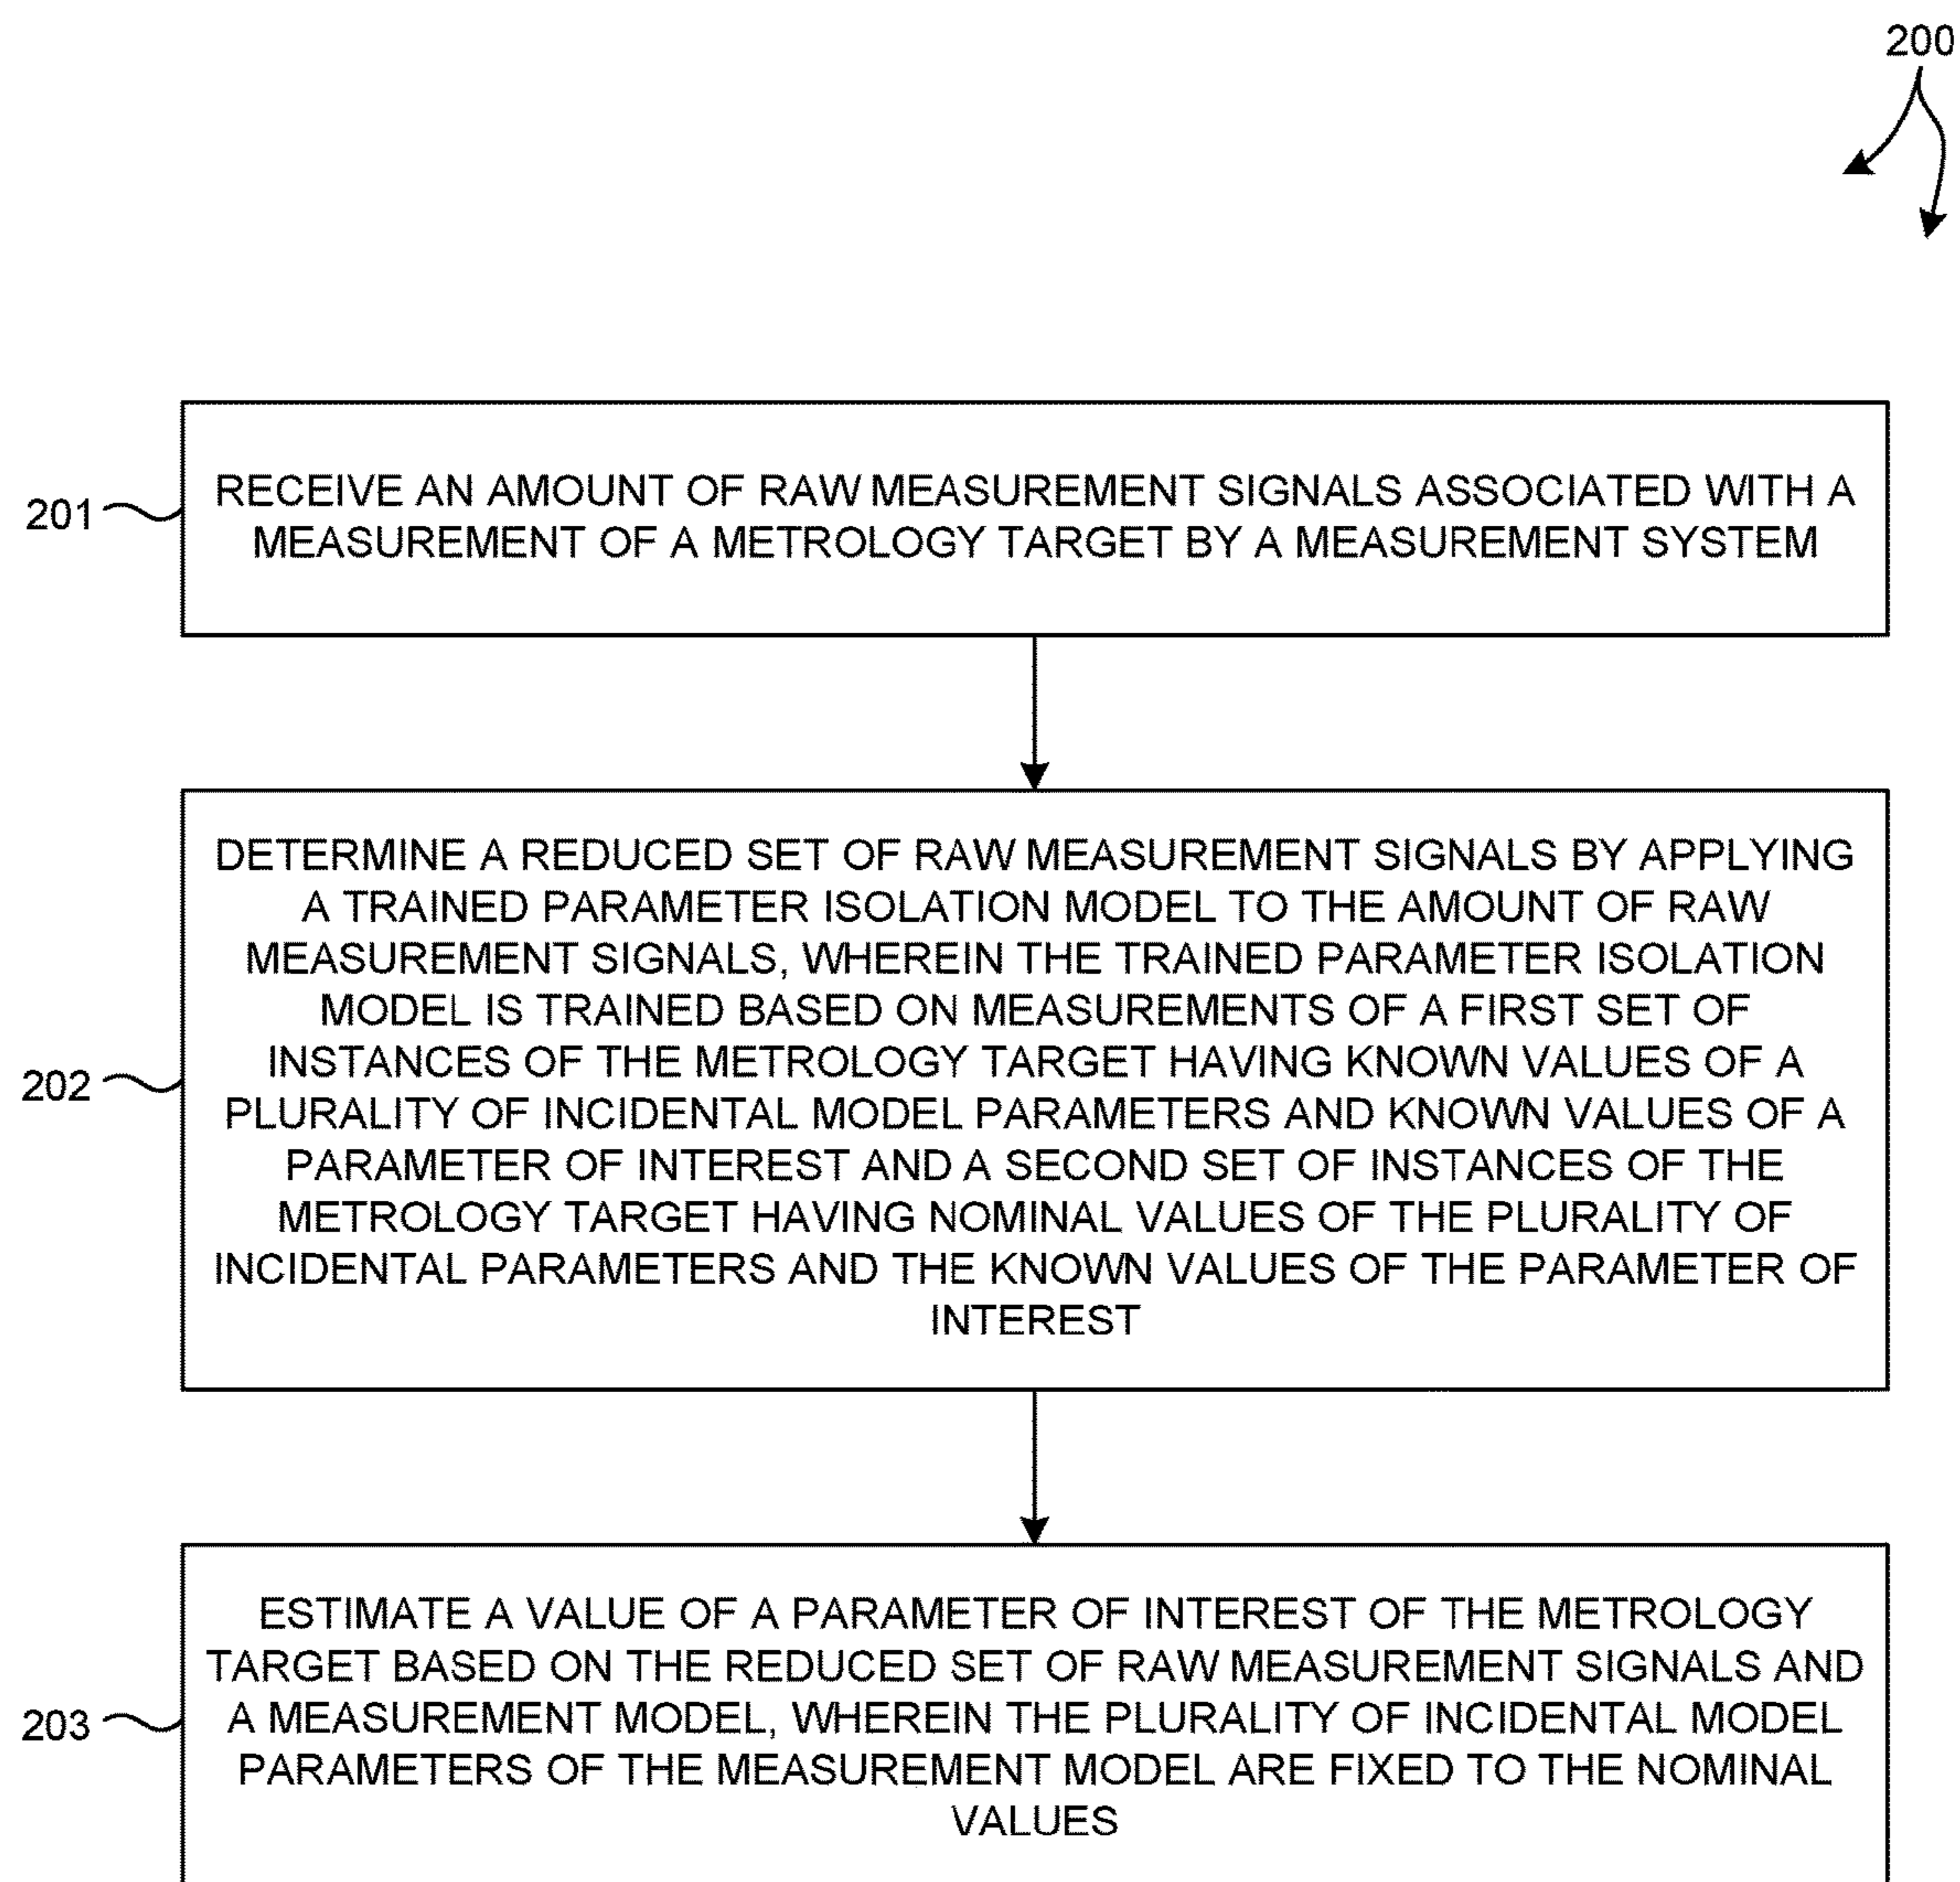 200
201
RECEIVE AN AMOUNT OF RAW MEASUREMENT SIGNALS ASSOCIATED WITH A
MEASUREMENT OF A METROLOGY TARGET BY A MEASUREMENT SYSTEM
202
DETERMINE A REDUCED SET OF RAW MEASUREMENT SIGNALS BY APPLYING
A TRAINED PARAMETER ISOLATION MODEL TO THE AMOUNT OF RAW
MEASUREMENT SIGNALS, WHEREIN THE TRAINED PARAMETER ISOLATION
MODEL IS TRAINED BASED ON MEASUREMENTS OF A FIRST SET OF
INSTANCES OF THE METROLOGY TARGET HAVING KNOWN VALUES OF A
PLURALITY OF INCIDENTAL MODEL PARAMETERS AND KNOWN VALUES OF A
PARAMETER OF INTEREST AND A SECOND SET OF INSTANCES OF THE
METROLOGY TARGET HAVING NOMINAL VALUES OF THE PLURALITY OF
INCIDENTAL PARAMETERS AND THE KNOWN VALUES OF THE PARAMETER OF
INTEREST
203
ESTIMATE A VALUE OF A PARAMETER OF INTEREST OF THE METROLOGY
TARGET BASED ON THE REDUCED SET OF RAW MEASUREMENT SIGNALS AND
A MEASUREMENT MODEL, WHEREIN THE PLURALITY OF INCIDENTAL MODEL
PARAMETERS OF THE MEASUREMENT MODEL ARE FIXED TO THE NOMINAL
VALUES